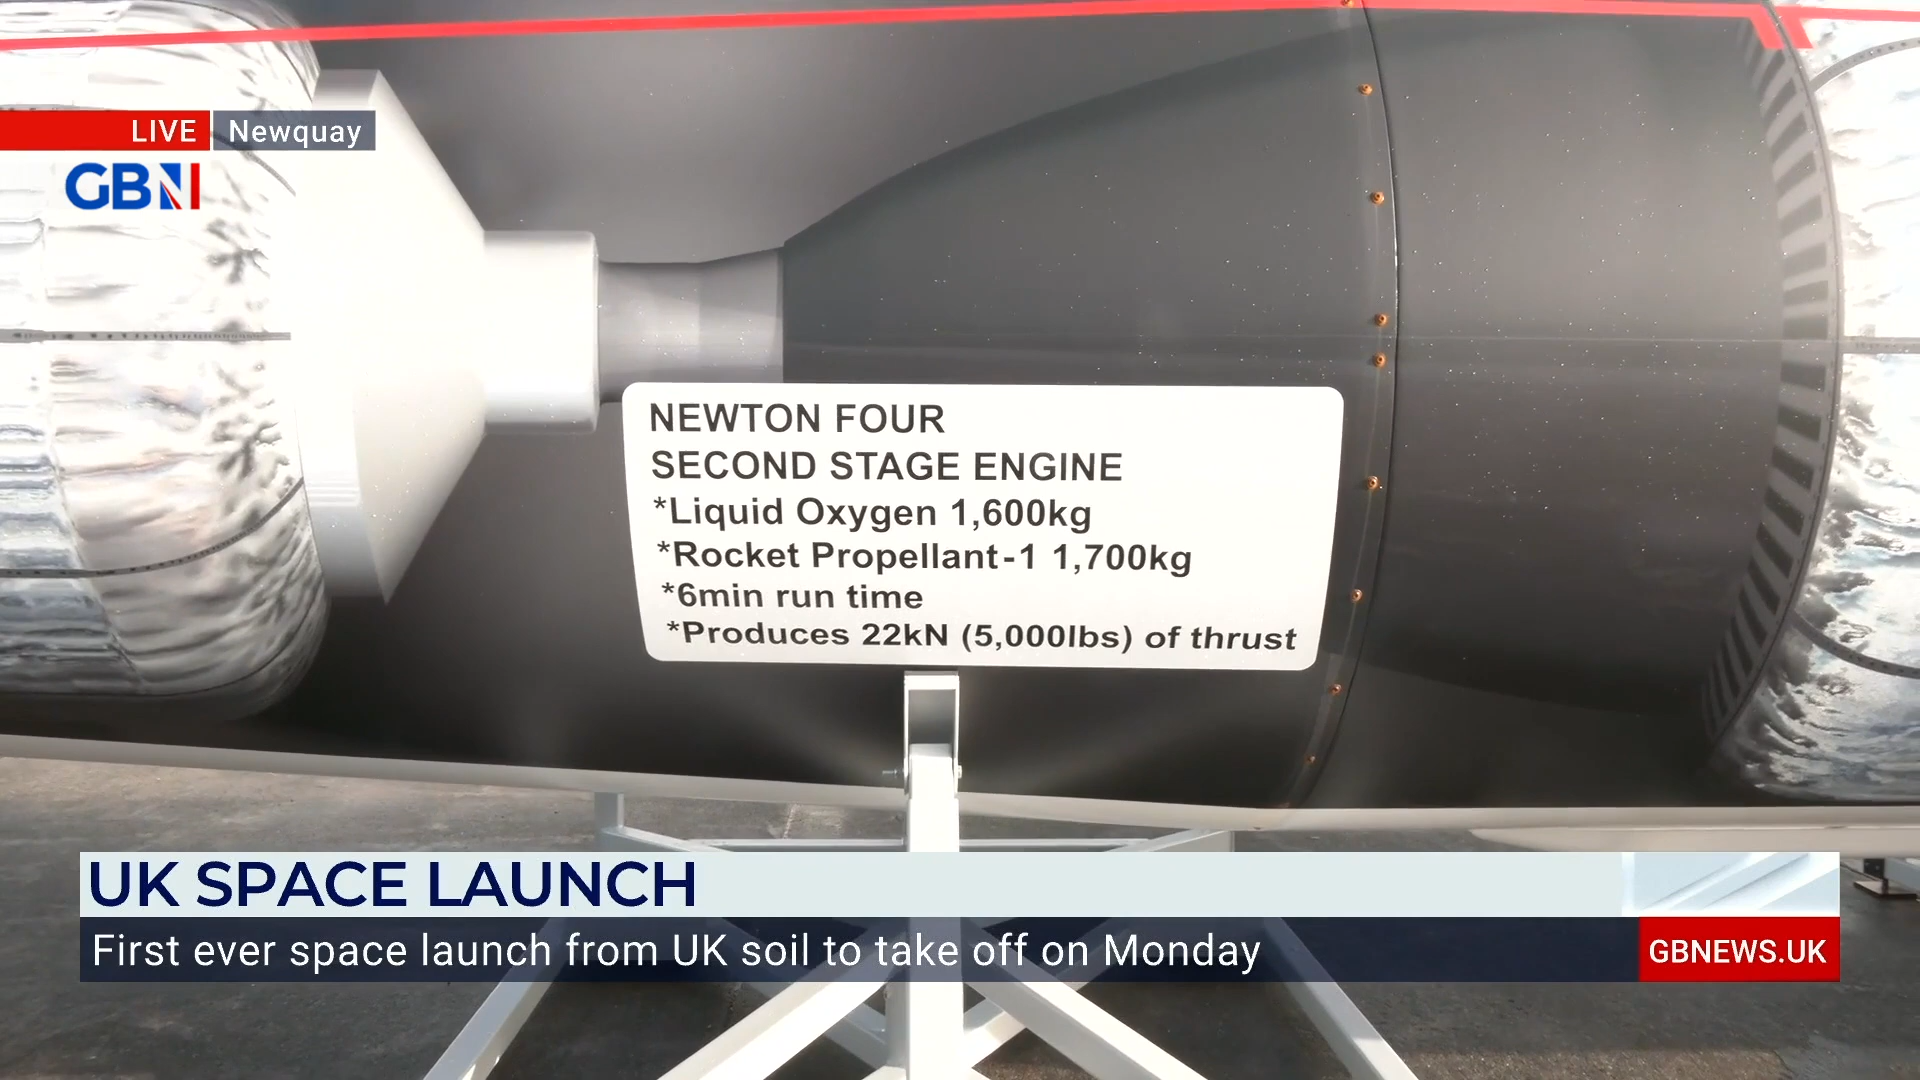 LIVE Newquay
GBN
NEWTON FOUR
SECOND STAGE ENGINE
*Liquid Oxygen 1,600kg
*Rocket Propellant-1 1,700kg
*6min run time
*Produces 22kN (5,000lbs) of thrust
UK SPACE LAUNCH
First ever space launch from UK soil to take off on Monday
GBNEWS.UK